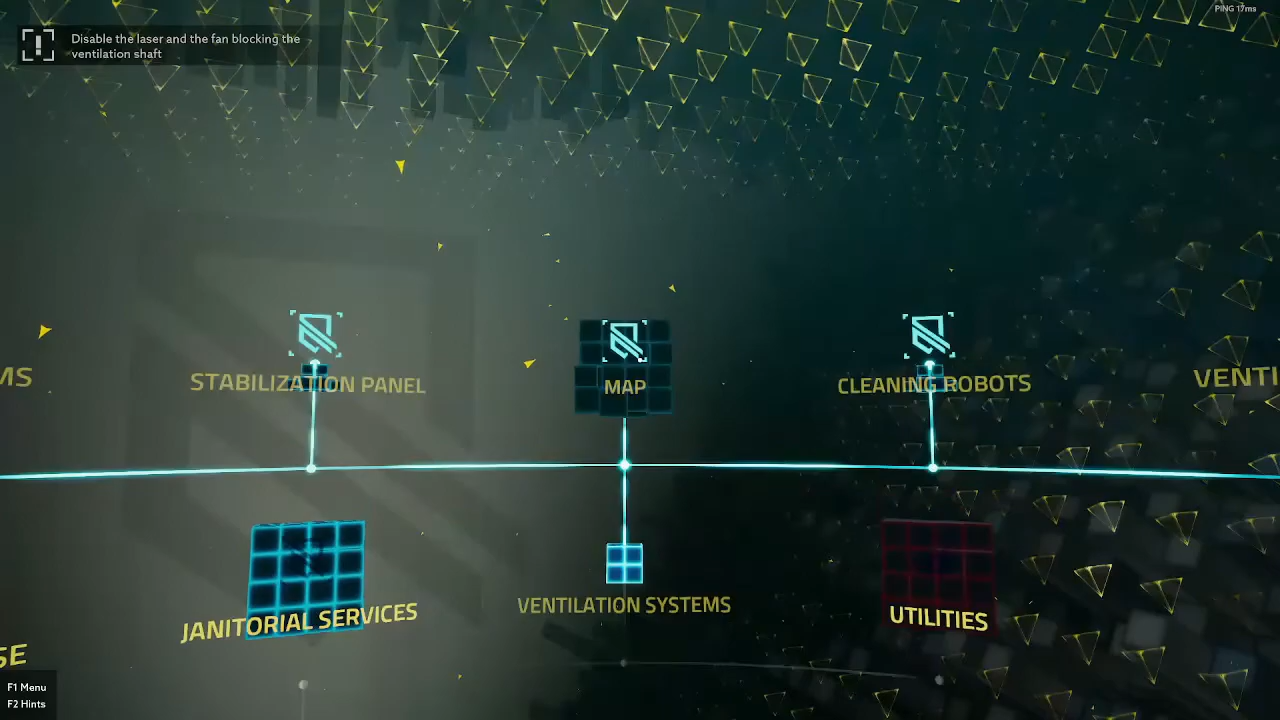 PING 17ms
Disable the laser and the fan blocking the
ventilation shaft
MS
STABILIZATION PANEL
MAP
CLEANING ROBOTS
VENTI
JANITORIAL SERVICES
VENTILATION SYSTEMS
UTILITIES
SE
F1 Menu
F2 Hints